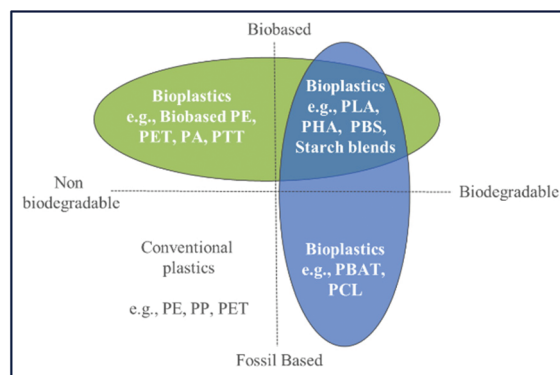 Biobased
Bioplastics
e.g., Biobased PE,
PET, PA, PTT
Bioplastics
e.g., PLA,
PHA, PBS,
Starch blends
Non
biodegradable
Biodegradable
Conventional
plastics
e.g., PE, PP, PET
Bioplastics
e.g., PBAT,
PCL
Fossil Based